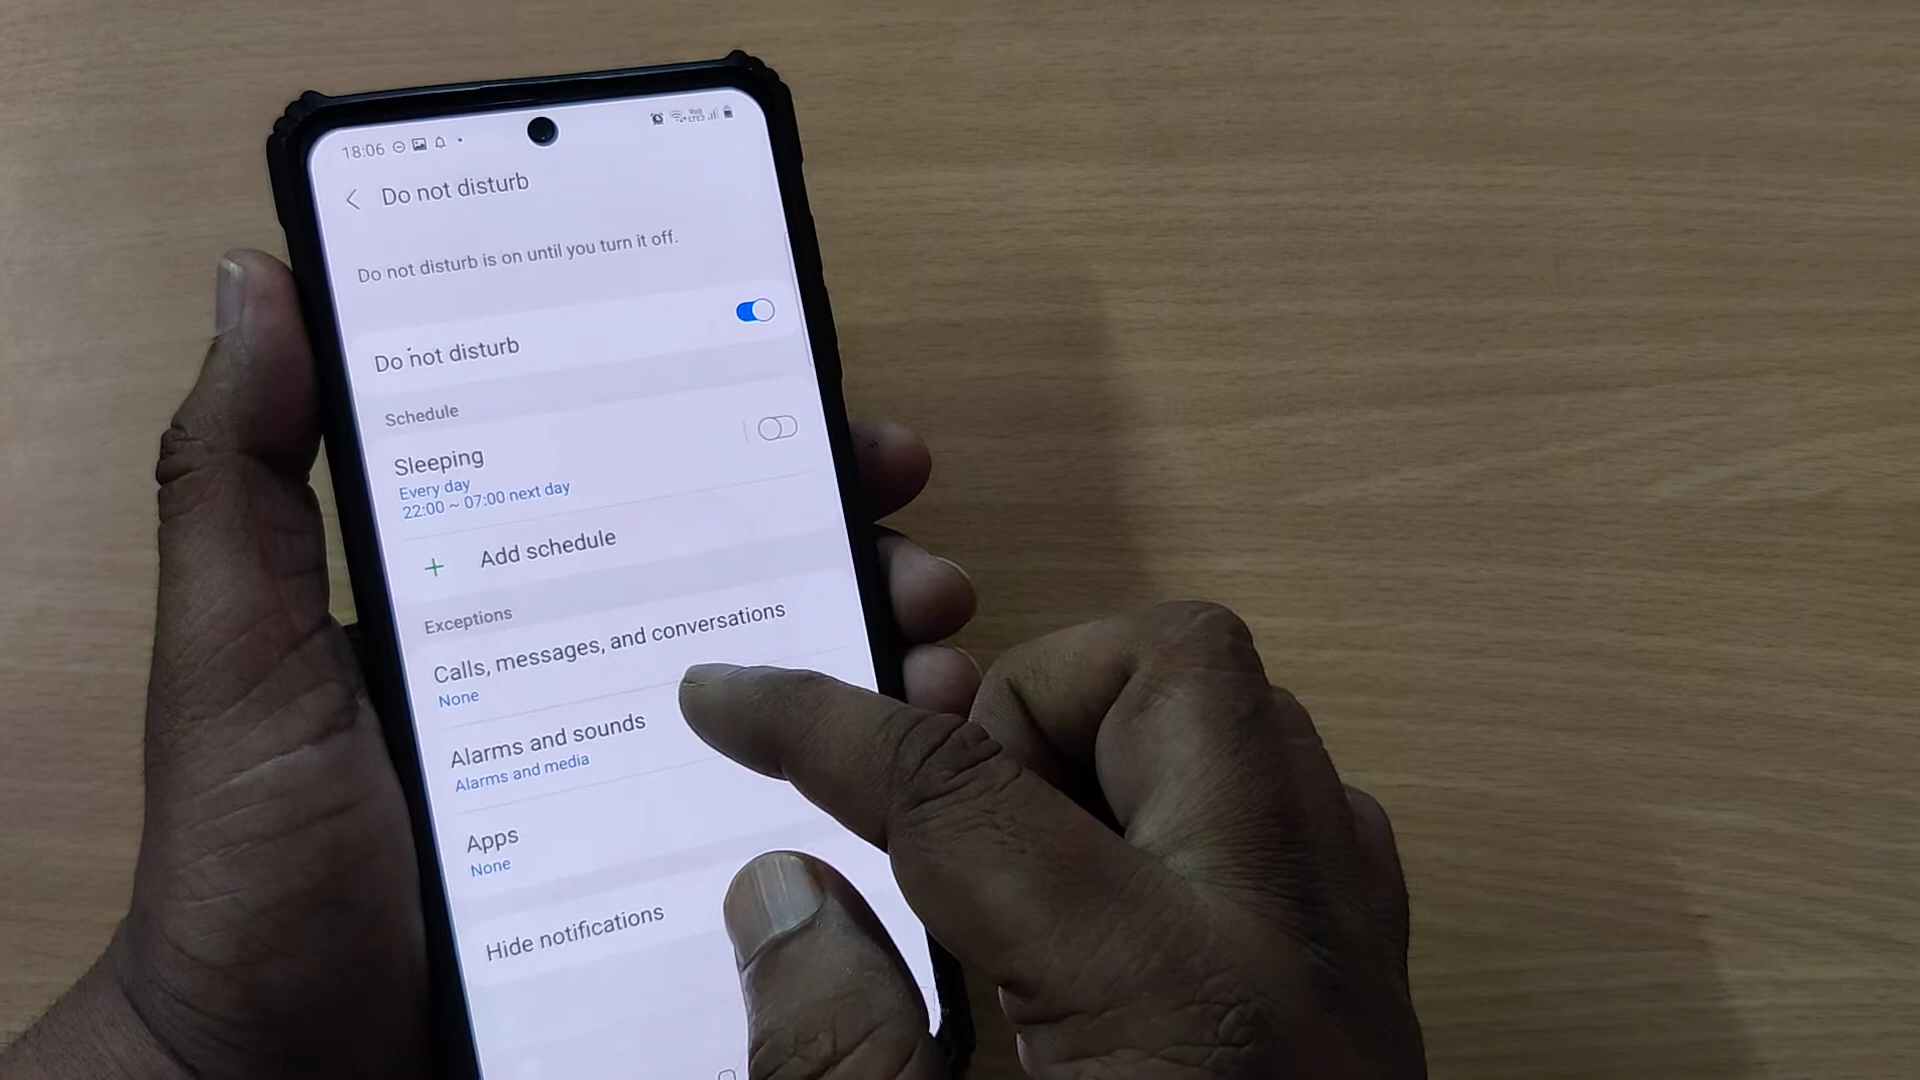 18:06
Do not disturb
Do not disturb is on until you turn it off.
Do not disturb
Schedule
Sleeping
Every day
22:00 ~ 07:00 next day
+ Add schedule
Exceptions
Calls, messages, and conversations
None
Alarms and sounds
Alarms and media
Apps
None
Hide notifications